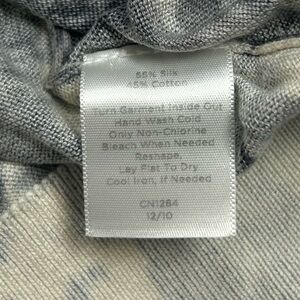 55% Silk
45% Cotton
Turn Garment Inside Out
Hand Wash Cold
Only Non-Chlorine
Bleach When Needed
Reshape,
Lay Flat To Dry
Cool Iron, If Needed
CN1284
12/10